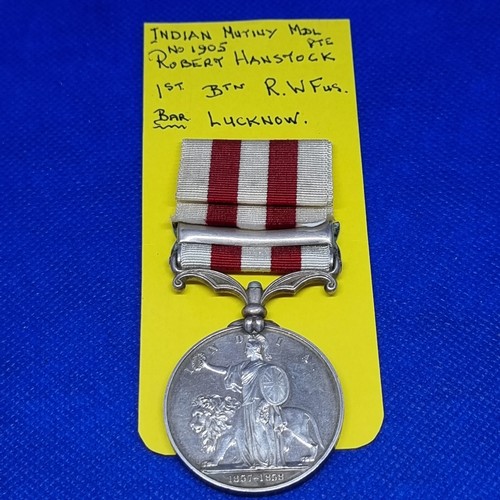 INDIAN MUTINY MDL
No 1905 PTE
ROBERT HANSTOCK
1ST BTN R.W FUS.
BAR LUCKNOW.
INDIA
1857-1858